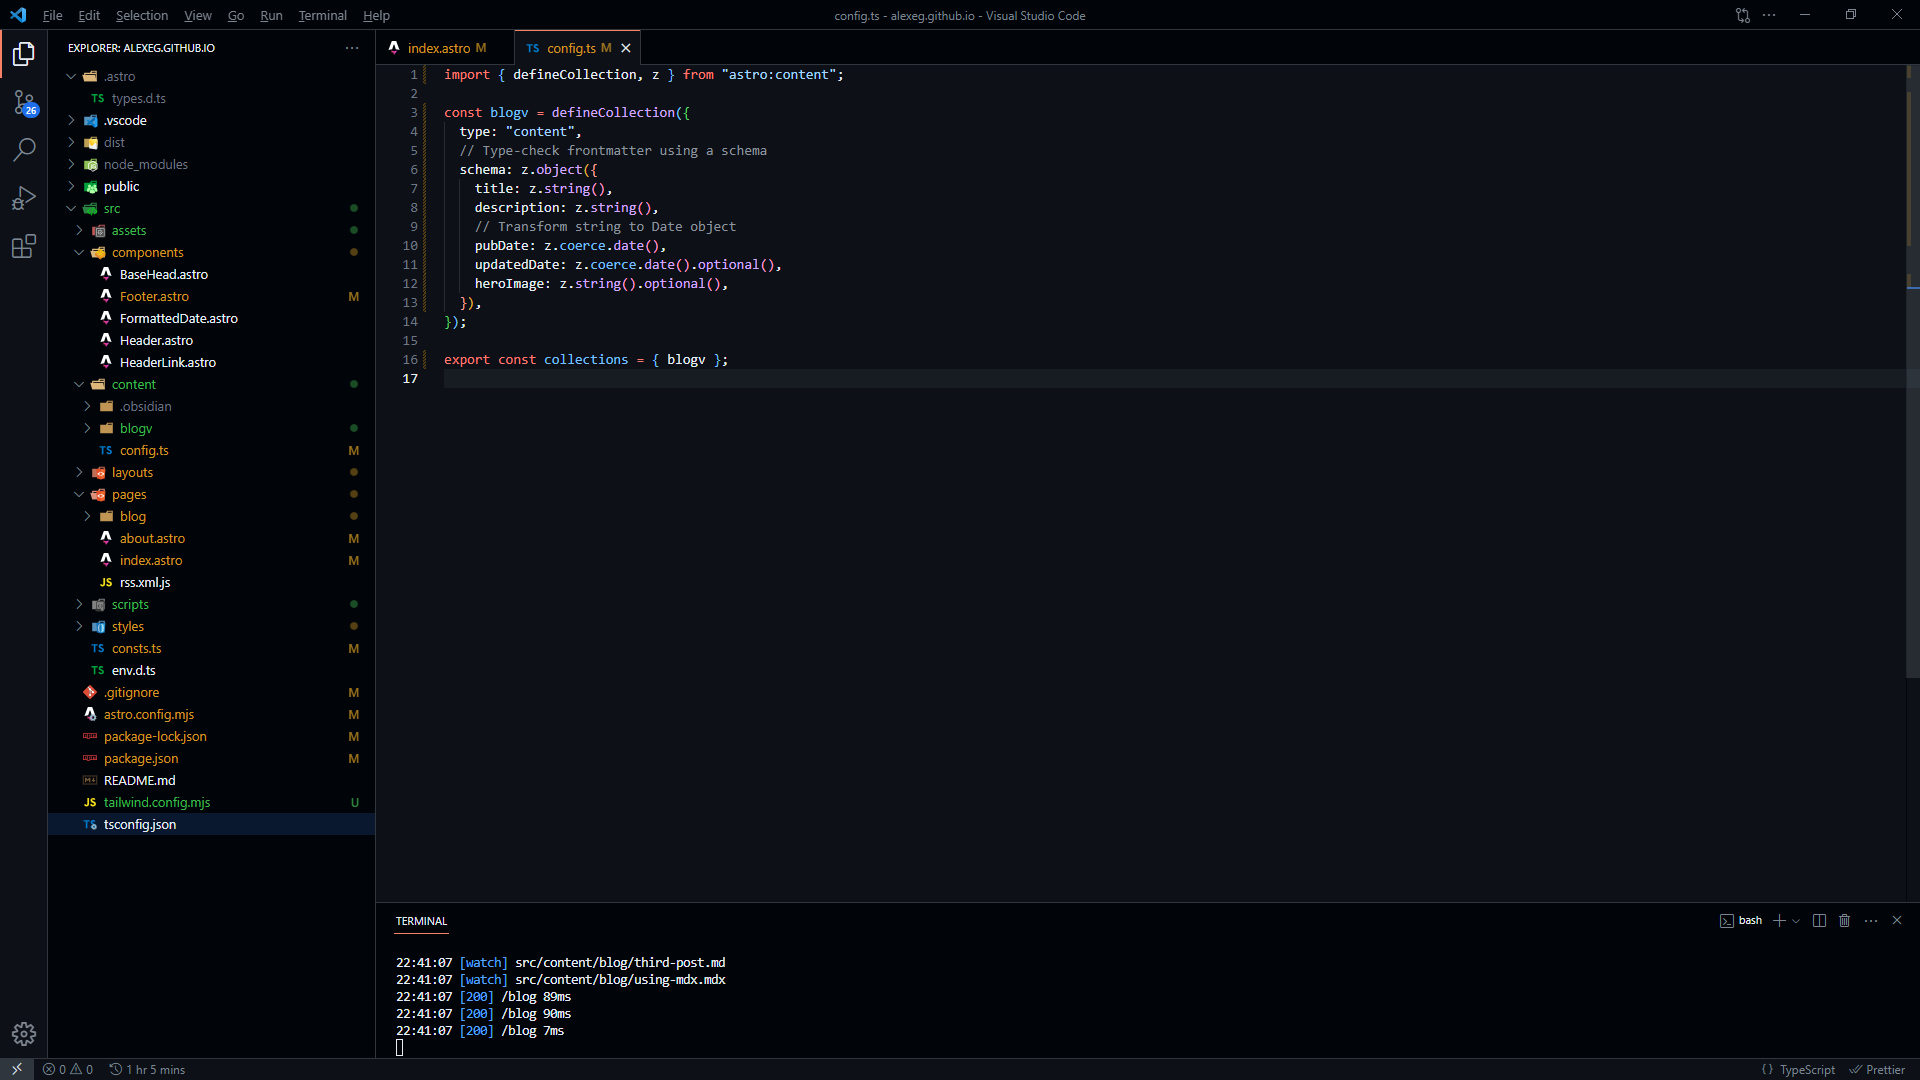 File Edit Selection View Go Run Terminal Help
config.ts - alexeg.github.io - Visual Studio Code
EXPLORER: ALEXEG.GITHUB.IO
26
.astro
TS types.d.ts
.vscode
dist
node_modules
public
src
assets
components
BaseHead.astro
Footer.astro M
FormattedDate.astro
Header.astro
HeaderLink.astro
content
.obsidian
blogv
TS config.ts M
layouts
pages
blog
about.astro M
index.astro M
JS rss.xml.js
scripts
styles
TS consts.ts M
TS env.d.ts
.gitignore M
astro.config.mjs M
package-lock.json M
package.json M
README.md
JS tailwind.config.mjs U
TS tsconfig.json
index.astro M
TS config.ts M
1 import { defineCollection, z } from "astro:content";
2
3 const blogv = defineCollection({
4 type: "content",
5 // Type-check frontmatter using a schema
6 schema: z.object({
7 title: z.string(),
8 description: z.string(),
9 // Transform string to Date object
10 pubDate: z.coerce.date(),
11 updatedDate: z.coerce.date().optional(),
12 heroImage: z.string().optional(),
13 }),
14 });
15
16 export const collections = { blogv };
17
TERMINAL
bash
22:41:07 [watch] src/content/blog/third-post.md
22:41:07 [watch] src/content/blog/using-mdx.mdx
22:41:07 [200] /blog 89ms
22:41:07 [200] /blog 90ms
22:41:07 [200] /blog 7ms
0 0 1 hr 5 mins
{} TypeScript Prettier